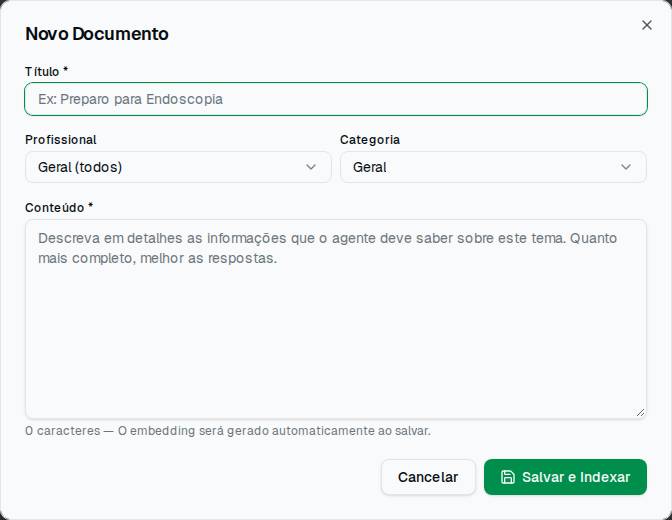 Novo Documento
Título *
Ex: Preparo para Endoscopia
Profissional
Categoria
Geral (todos)
Geral
Conteúdo *
Descreva em detalhes as informações que o agente deve saber sobre este tema. Quanto
mais completo, melhor as respostas.
0 caracteres — O embedding será gerado automaticamente ao salvar.
Cancelar
Salvar e Indexar